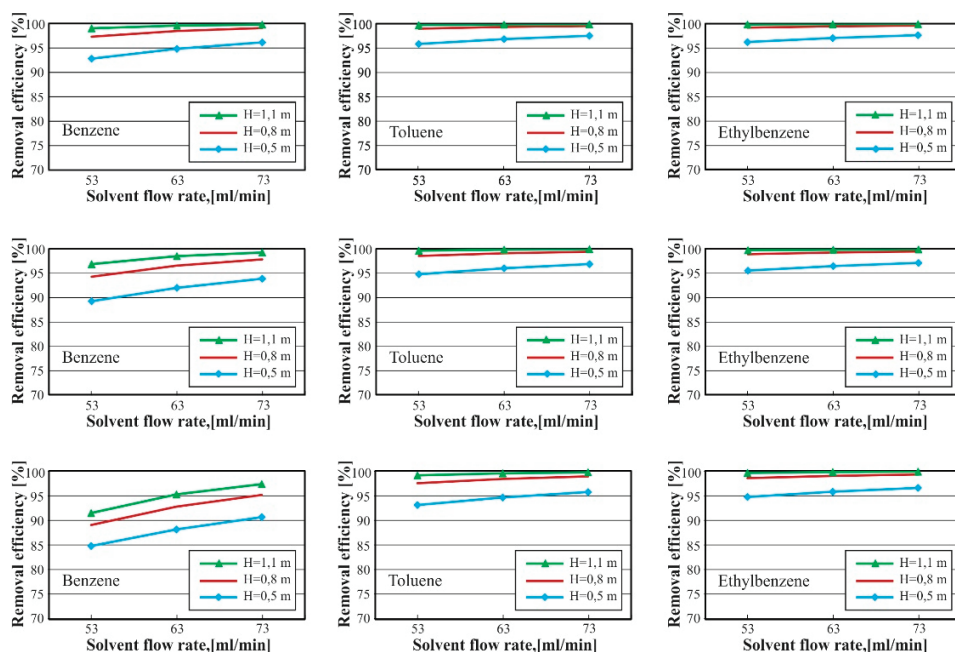 Removal efficiency [%]
100
95
90
85
80
75
70
Benzene
H=1,1 m
H=0,8 m
H=0,5 m
53
63
73
Solvent flow rate,[ml/min]
Removal efficiency [%]
100
95
90
85
80
75
70
Toluene
H=1,1 m
H=0,8 m
H=0,5 m
53
63
73
Solvent flow rate,[ml/min]
Removal efficiency [%]
100
95
90
85
80
75
70
Ethylbenzene
H=1,1 m
H=0,8 m
H=0,5 m
53
63
73
Solvent flow rate,[ml/min]
Removal efficiency [%]
100
95
90
85
80
75
70
Benzene
H=1,1 m
H=0,8 m
H=0,5 m
53
63
73
Solvent flow rate,[ml/min]
Removal efficiency [%]
100
95
90
85
80
75
70
Toluene
H=1,1 m
H=0,8 m
H=0,5 m
53
63
73
Solvent flow rate,[ml/min]
Removal efficiency [%]
100
95
90
85
80
75
70
Ethylbenzene
H=1,1 m
H=0,8 m
H=0,5 m
53
63
73
Solvent flow rate,[ml/min]
Removal efficiency [%]
100
95
90
85
80
75
70
Benzene
H=1,1 m
H=0,8 m
H=0,5 m
53
63
73
Solvent flow rate,[ml/min]
Removal efficiency [%]
100
95
90
85
80
75
70
Toluene
H=1,1 m
H=0,8 m
H=0,5 m
53
63
73
Solvent flow rate,[ml/min]
Removal efficiency [%]
100
95
90
85
80
75
70
Ethylbenzene
H=1,1 m
H=0,8 m
H=0,5 m
53
63
73
Solvent flow rate,[ml/min]